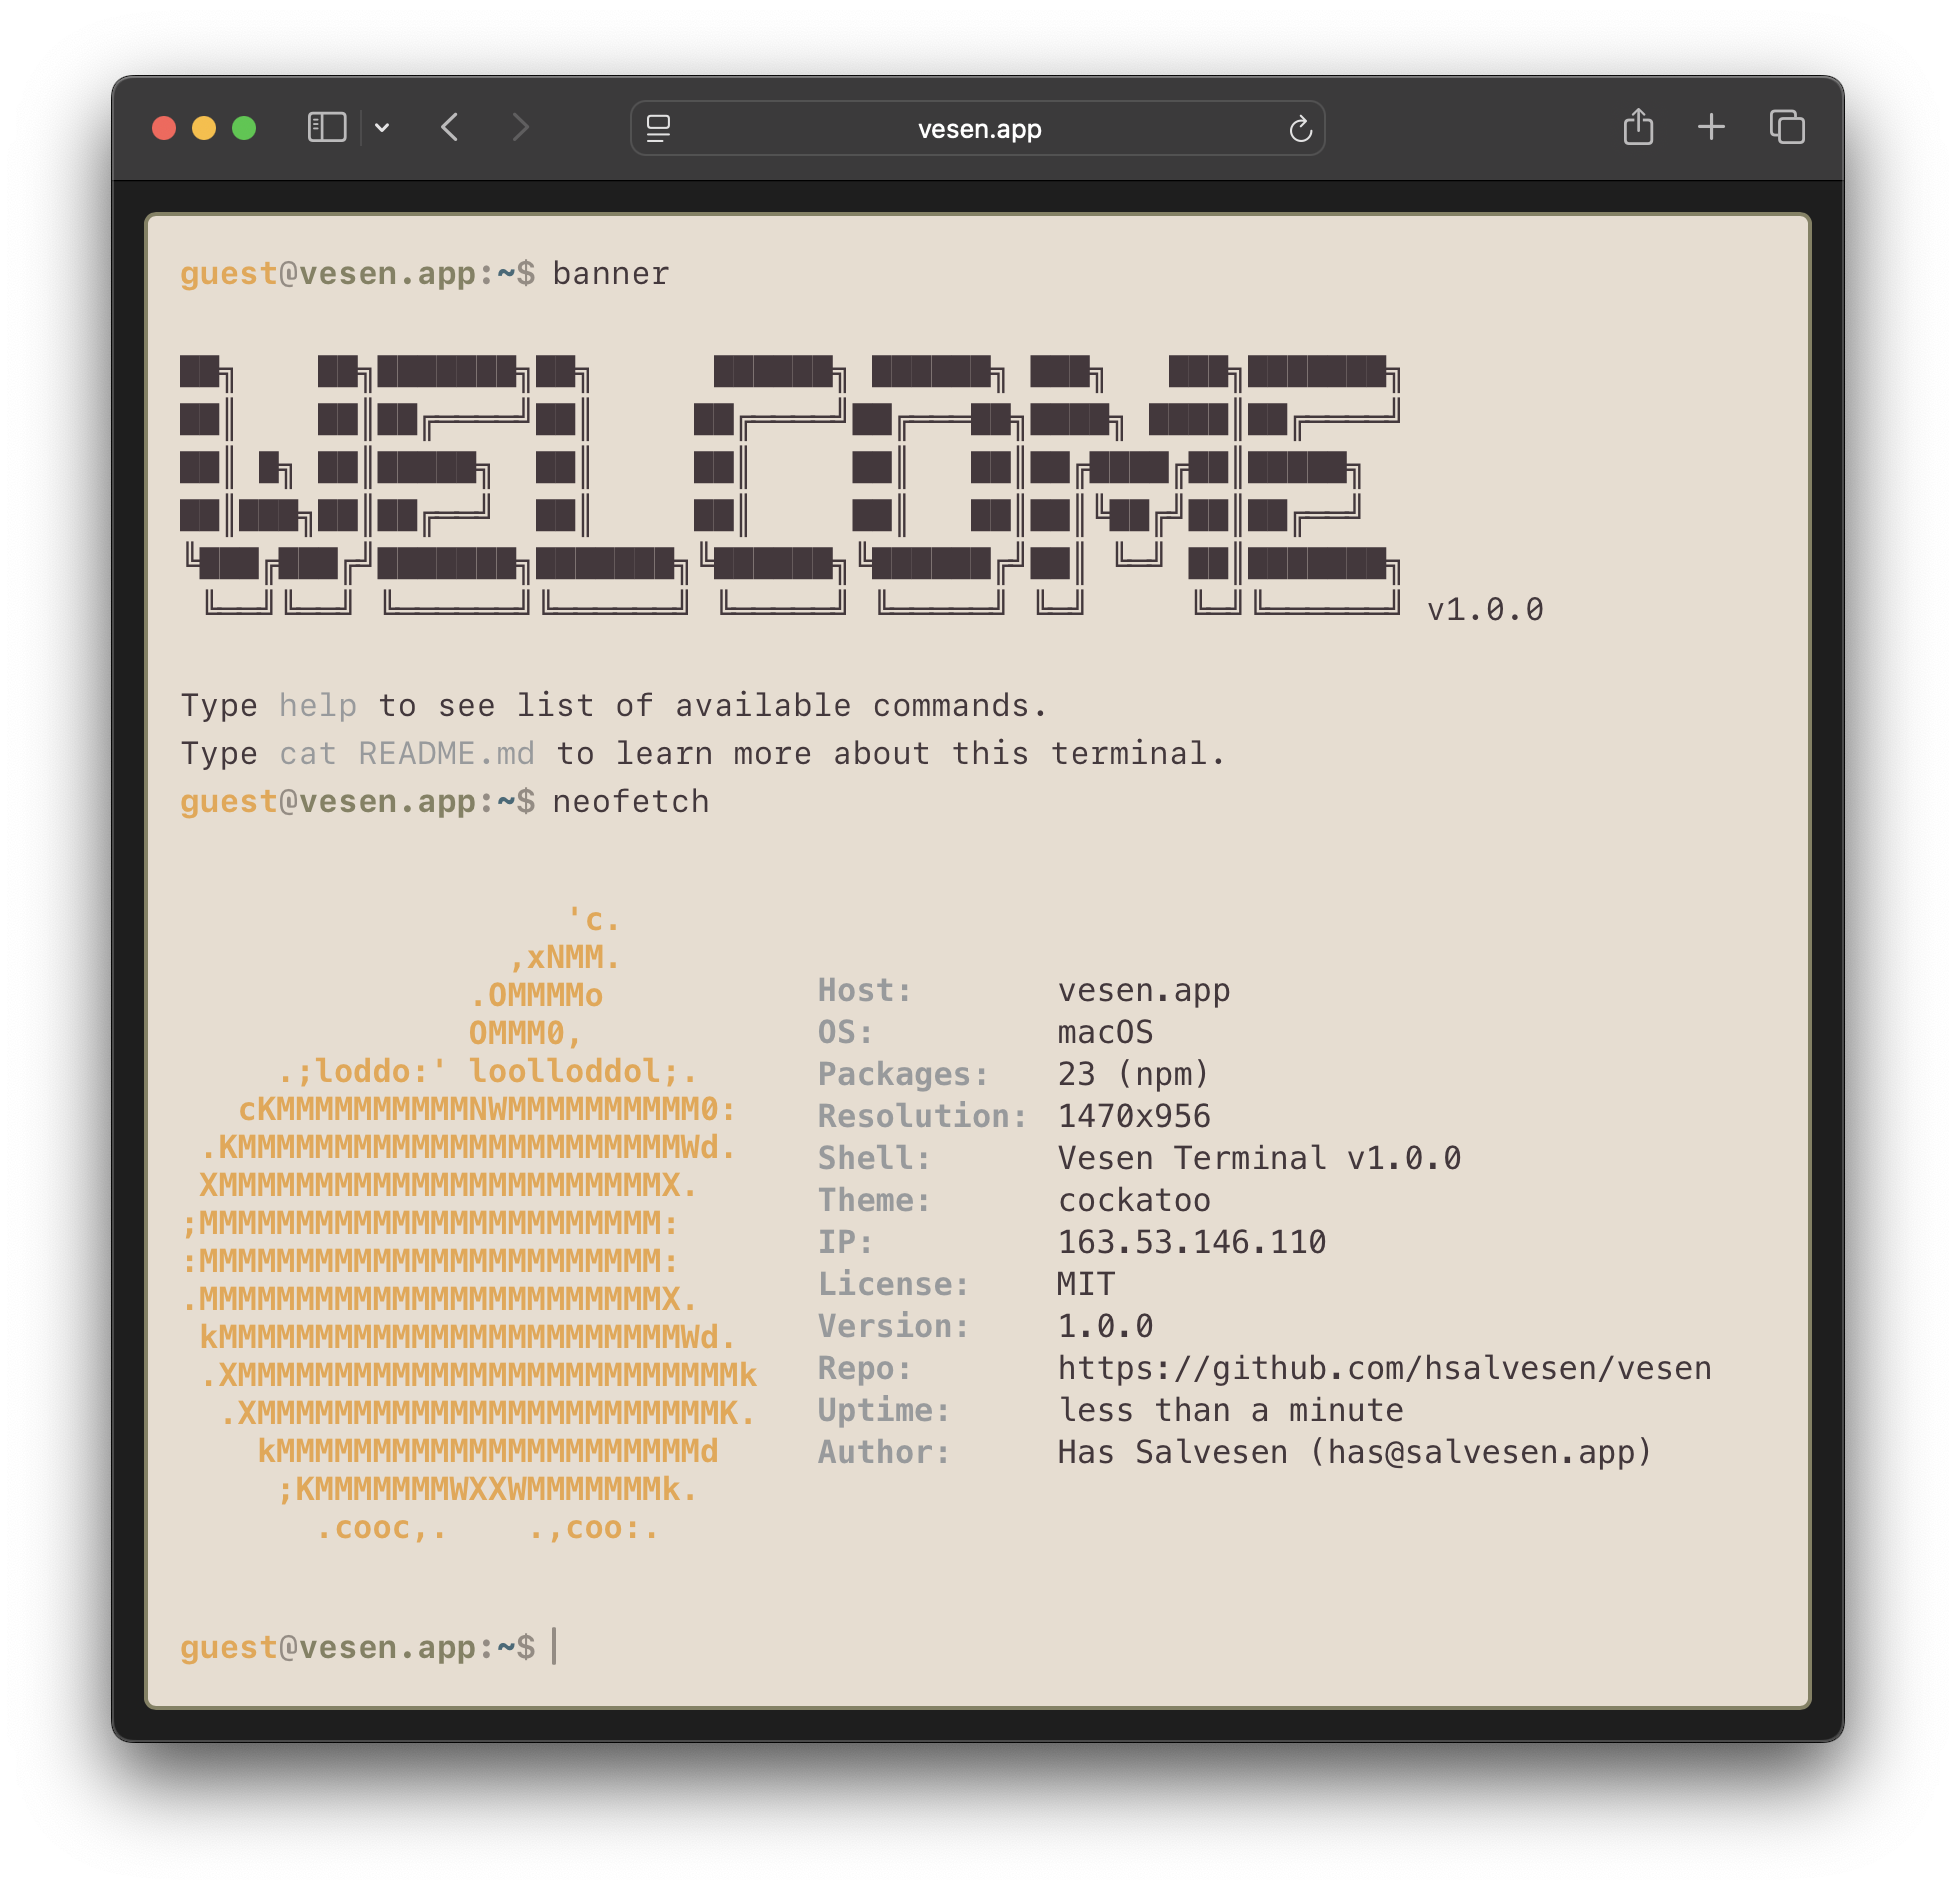 vesen.app
guest@vesen.app:~$ banner
WELCOME
v1.0.0
Type help to see list of available commands.
Type cat README.md to learn more about this terminal.
guest@vesen.app:~$ neofetch
'c.
,xNMM.
.OMMMMo
OMMM0,
.;loddo:' loolloddol;.
cKMMMMMMMMMMNWMMMMMMMMMM0:
.KMMMMMMMMMMMMMMMMMMMMMMMWd.
XMMMMMMMMMMMMMMMMMMMMMMMX.
;MMMMMMMMMMMMMMMMMMMMMMMM:
:MMMMMMMMMMMMMMMMMMMMMMMM:
.MMMMMMMMMMMMMMMMMMMMMMMMX.
kMMMMMMMMMMMMMMMMMMMMMMMMWd.
.XMMMMMMMMMMMMMMMMMMMMMMMMMMk
.XMMMMMMMMMMMMMMMMMMMMMMMMK.
kMMMMMMMMMMMMMMMMMMMMMMd
;KMMMMMMMWXXWMMMMMMMk.
.cooc,. .,coo:.
Host: vesen.app
OS: macOS
Packages: 23 (npm)
Resolution: 1470x956
Shell: Vesen Terminal v1.0.0
Theme: cockatoo
IP: 163.53.146.110
License: MIT
Version: 1.0.0
Repo: https://github.com/hsalvesen/vesen
Uptime: less than a minute
Author: Has Salvesen (has@salvesen.app)
guest@vesen.app:~$